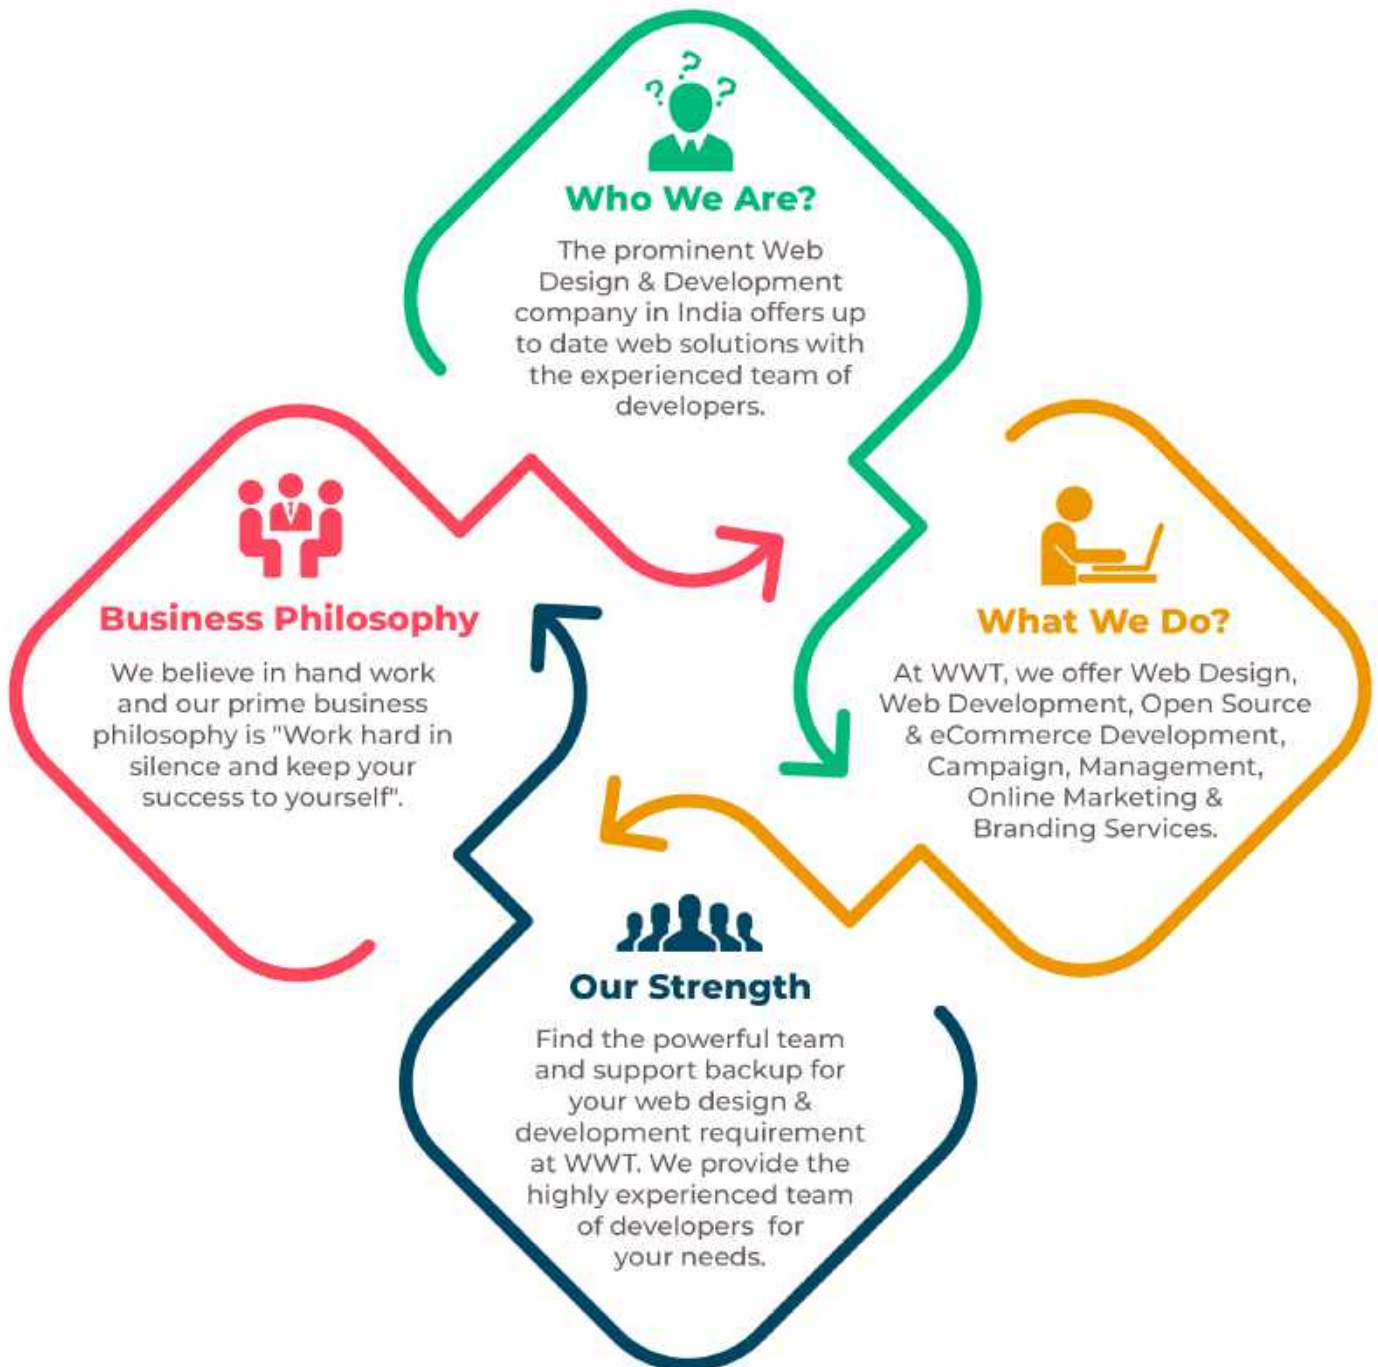 Who We Are?
The prominent Web
Design & Development
company in India offers up
to date web solutions with
the experienced team of
developers.
Business Philosophy
We believe in hand work
and our prime business
philosophy is "Work hard in
silence and keep your
success to yourself".
What We Do?
At WWT, we offer Web Design,
Web Development, Open Source
& eCommerce Development,
Campaign, Management,
Online Marketing &
Branding Services.
Our Strength
Find the powerful team
and support backup for
your web design &
development requirement
at WWT. We provide the
highly experienced team
of developers for
your needs.